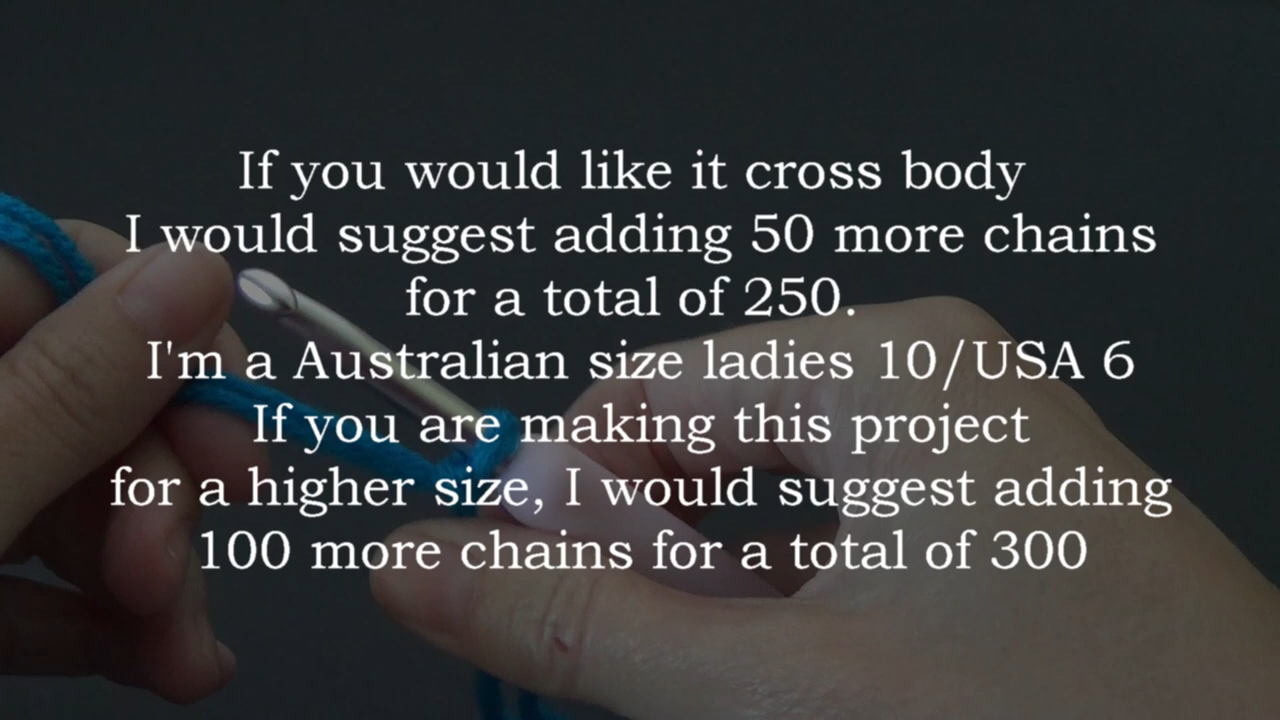 If you would like it cross body
I would suggest adding 50 more chains
for a total of 250.
I'm a Australian size ladies 10/USA 6
If you are making this project
for a higher size, I would suggest adding
100 more chains for a total of 300